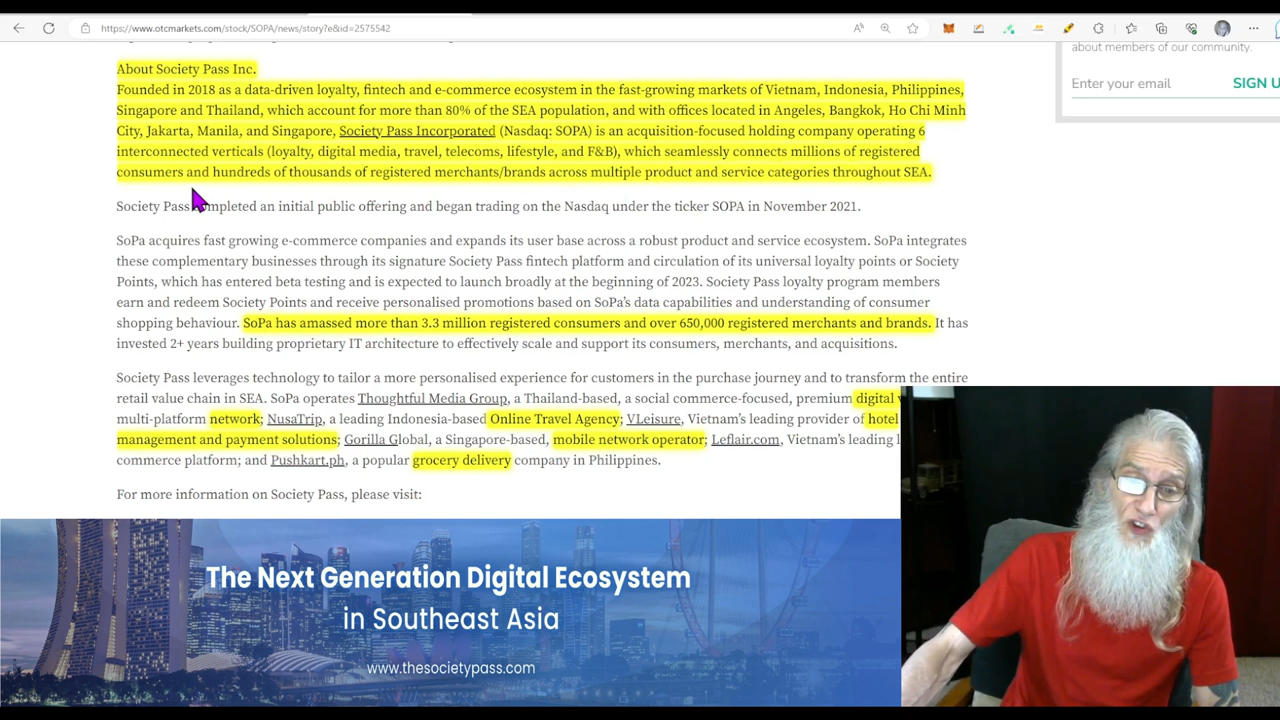 https://www.otcmarkets.com/stock/SOPA/news/story?e&id=2575542
about members of our community.
Enter your email
SIGN U
About Society Pass Inc.
Founded in 2018 as a data-driven loyalty, fintech and e-commerce ecosystem in the fast-growing markets of Vietnam, Indonesia, Philippines,
Singapore and Thailand, which account for more than 80% of the SEA population, and with offices located in Angeles, Bangkok, Ho Chi Minh
City, Jakarta, Manila, and Singapore, Society Pass Incorporated (Nasdaq: SOPA) is an acquisition-focused holding company operating 6
interconnected verticals (loyalty, digital media, travel, telecoms, lifestyle, and F&B), which seamlessly connects millions of registered
consumers and hundreds of thousands of registered merchants/brands across multiple product and service categories throughout SEA.
Society Pass completed an initial public offering and began trading on the Nasdaq under the ticker SOPA in November 2021.
SoPa acquires fast growing e-commerce companies and expands its user base across a robust product and service ecosystem. SoPa integrates
these complementary businesses through its signature Society Pass fintech platform and circulation of its universal loyalty points or Society
Points, which has entered beta testing and is expected to launch broadly at the beginning of 2023. Society Pass loyalty program members
earn and redeem Society Points and receive personalised promotions based on SoPa's data capabilities and understanding of consumer
shopping behaviour. SoPa has amassed more than 3.3 million registered consumers and over 650,000 registered merchants and brands. It has
invested 2+ years building proprietary IT architecture to effectively scale and support its consumers, merchants, and acquisitions.
Society Pass leverages technology to tailor a more personalised experience for customers in the purchase journey and to transform the entire
retail value chain in SEA. SoPa operates Thoughtful Media Group, a Thailand-based, a social commerce-focused, premium digital
multi-platform network; NusaTrip, a leading Indonesia-based Online Travel Agency; VLeisure, Vietnam's leading provider of hotel
management and payment solutions; Gorilla Global, a Singapore-based, mobile network operator; Leflair.com, Vietnam's leading
commerce platform; and Pushkart.ph, a popular grocery delivery company in Philippines.
For more information on Society Pass, please visit:
The Next Generation Digital Ecosystem
in Southeast Asia
www.thesocietypass.com